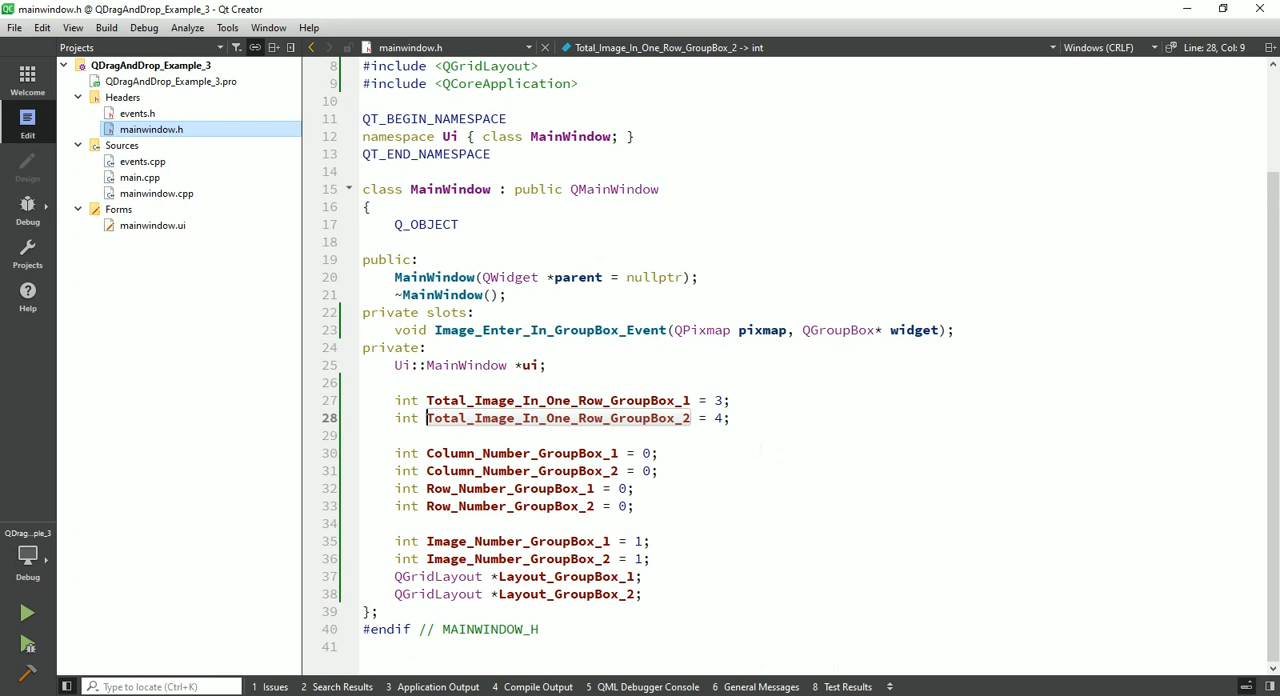 mainwindow.h @ QDragAndDrop_Example_3 - Qt Creator
File Edit View Build Debug Analyze Tools Window Help
Projects
mainwindow.h
Total_Image_In_One_Row_GroupBox_2 -> int
Windows (CRLF)
Line: 28, Col: 9
Welcome
Edit
Design
Debug
Projects
Help
QDrag...ple_3
Debug
QDragAndDrop_Example_3
QDragAndDrop_Example_3.pro
Headers
events.h
mainwindow.h
Sources
events.cpp
main.cpp
mainwindow.cpp
Forms
mainwindow.ui
8 #include <QGridLayout>
9 #include <QCoreApplication>
10
11 QT_BEGIN_NAMESPACE
12 namespace Ui { class MainWindow; }
13 QT_END_NAMESPACE
14
15 class MainWindow : public QMainWindow
16 {
17 Q_OBJECT
18
19 public:
20 MainWindow(QWidget *parent = nullptr);
21 ~MainWindow();
22 private slots:
23 void Image_Enter_In_GroupBox_Event(QPixmap pixmap, QGroupBox* widget);
24 private:
25 Ui::MainWindow *ui;
26
27 int Total_Image_In_One_Row_GroupBox_1 = 3;
28 int Total_Image_In_One_Row_GroupBox_2 = 4;
29
30 int Column_Number_GroupBox_1 = 0;
31 int Column_Number_GroupBox_2 = 0;
32 int Row_Number_GroupBox_1 = 0;
33 int Row_Number_GroupBox_2 = 0;
34
35 int Image_Number_GroupBox_1 = 1;
36 int Image_Number_GroupBox_2 = 1;
37 QGridLayout *Layout_GroupBox_1;
38 QGridLayout *Layout_GroupBox_2;
39 };
40 #endif // MAINWINDOW_H
41
Type to locate (Ctrl+K)
1 Issues 2 Search Results 3 Application Output 4 Compile Output 5 QML Debugger Console 6 General Messages 8 Test Results